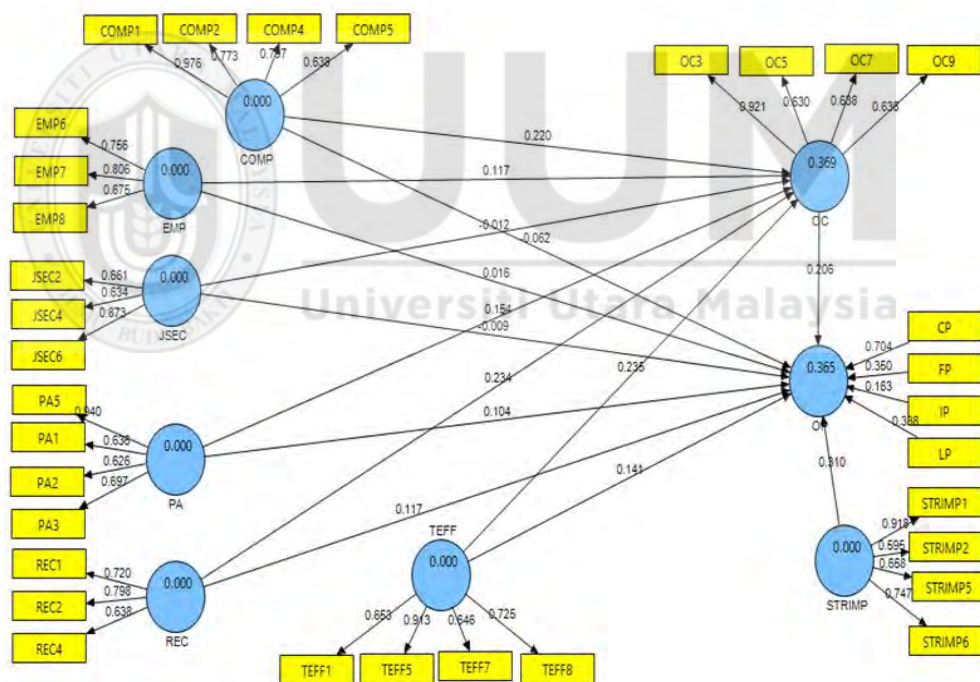 COMP1 COMP2 COMP4 COMP5
0.976 0.773 0.638
0.000
COMP
OC3 OC5 OC7 OC9
0.921 0.630 0.638 0.638
0.369
OC
EMP6
EMP7
EMP8
0.756
0.806
0.675
0.000
EMP
JSEC2
JSEC4
JSEC6
0.661
0.634
0.873
0.000
JSEC
PA5
PA1
PA2
PA3
0.940
0.636
0.626
0.697
0.000
PA
REC1
REC2
REC4
0.720
0.798
0.638
0.000
REC
TEFF
0.000
0.653 0.913 0.646 0.725
TEFF1 TEFF5 TEFF7 TEFF8
0.220
0.117
-0.012
-0.062
0.016
0.154
-0.009
0.235
0.234
0.104
0.117
0.141
0.206
0.310
0.365
CP
FP
IP
LP
0.704
0.350
0.163
0.000
STRIMP
STRIMP1
STRIMP2
STRIMP5
STRIMP6
0.918
0.595
0.658
0.747
UUM
Universiti Utara Malaysia